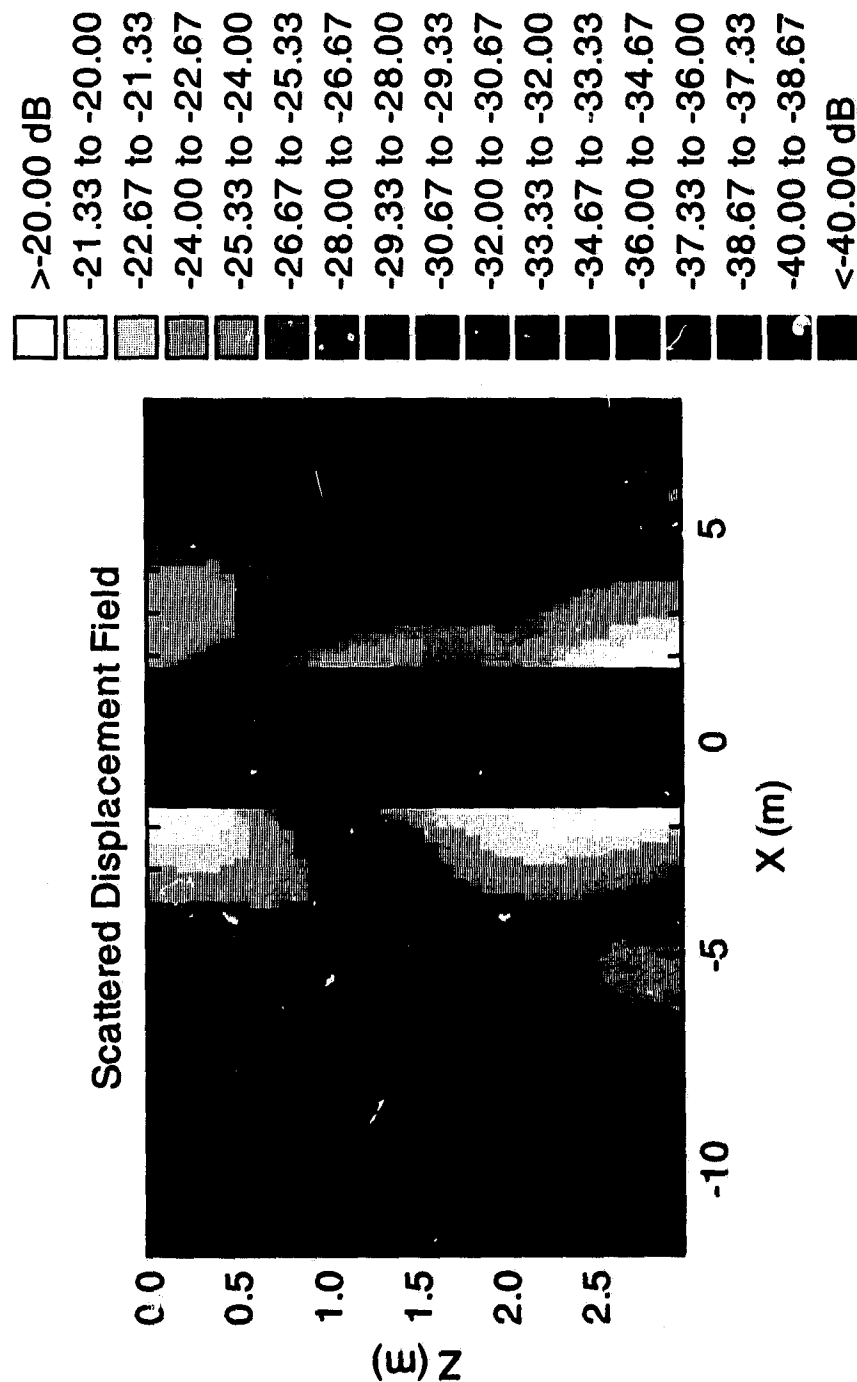 Scattered Displacement Field
Z (m)
0.0
0.5
1.0
1.5
2.0
2.5
-10
-5
0
5
X (m)
>-20.00 dB
-21.33 to -20.00
-22.67 to -21.33
-24.00 to -22.67
-25.33 to -24.00
-26.67 to -25.33
-28.00 to -26.67
-29.33 to -28.00
-30.67 to -29.33
-32.00 to -30.67
-33.33 to -32.00
-34.67 to -33.33
-36.00 to -34.67
-37.33 to -36.00
-38.67 to -37.33
-40.00 to -38.67
<-40.00 dB